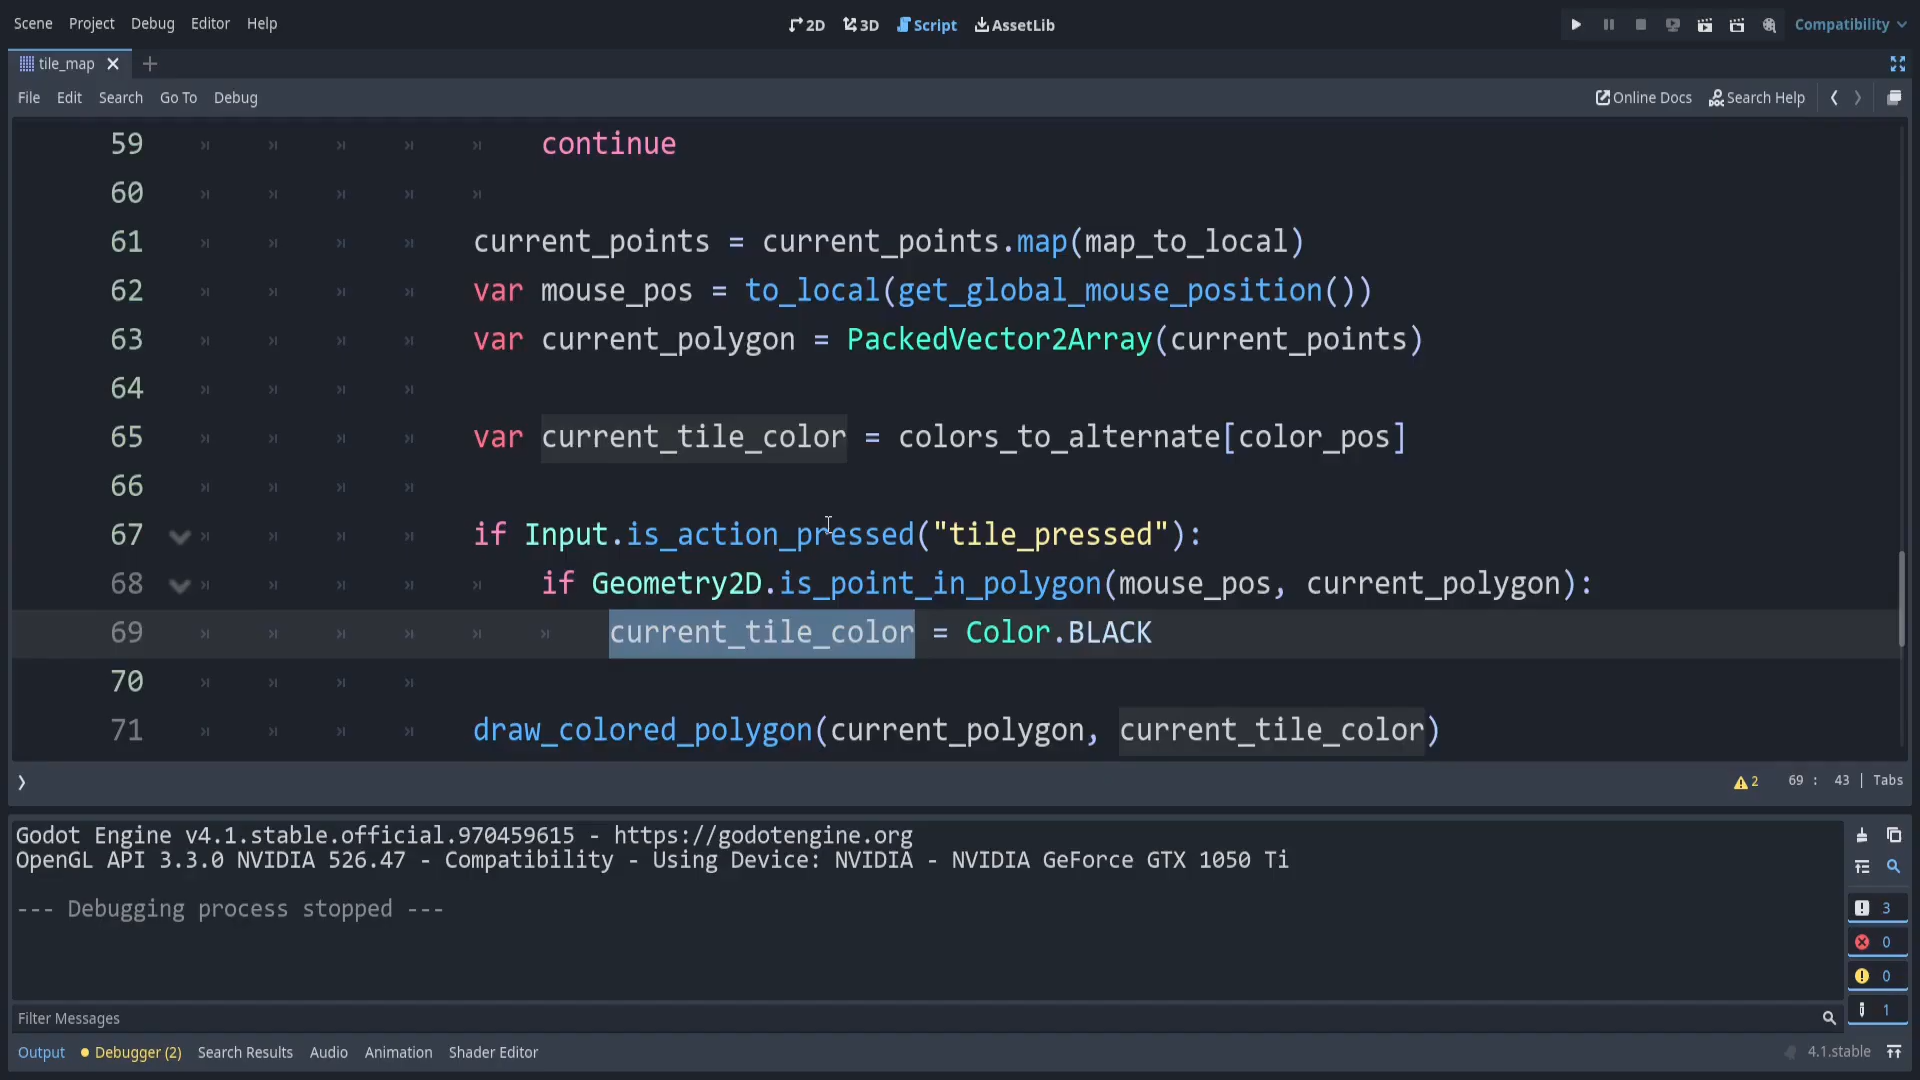 Scene Project Debug Editor Help
2D 3D Script AssetLib
Compatibility
tile_map
File Edit Search Go To Debug
Online Docs Search Help
59 continue
60
61 current_points = current_points.map(map_to_local)
62 var mouse_pos = to_local(get_global_mouse_position())
63 var current_polygon = PackedVector2Array(current_points)
64
65 var current_tile_color = colors_to_alternate[color_pos]
66
67 if Input.is_action_pressed("tile_pressed"):
68 if Geometry2D.is_point_in_polygon(mouse_pos, current_polygon):
69 current_tile_color = Color.BLACK
70
71 draw_colored_polygon(current_polygon, current_tile_color)
2 69 : 43 | Tabs
Godot Engine v4.1.stable.official.970459615 - https://godotengine.org
OpenGL API 3.3.0 NVIDIA 526.47 - Compatibility - Using Device: NVIDIA - NVIDIA GeForce GTX 1050 Ti
--- Debugging process stopped ---
3
0
0
1
Filter Messages
Output Debugger (2) Search Results Audio Animation Shader Editor
4.1.stable